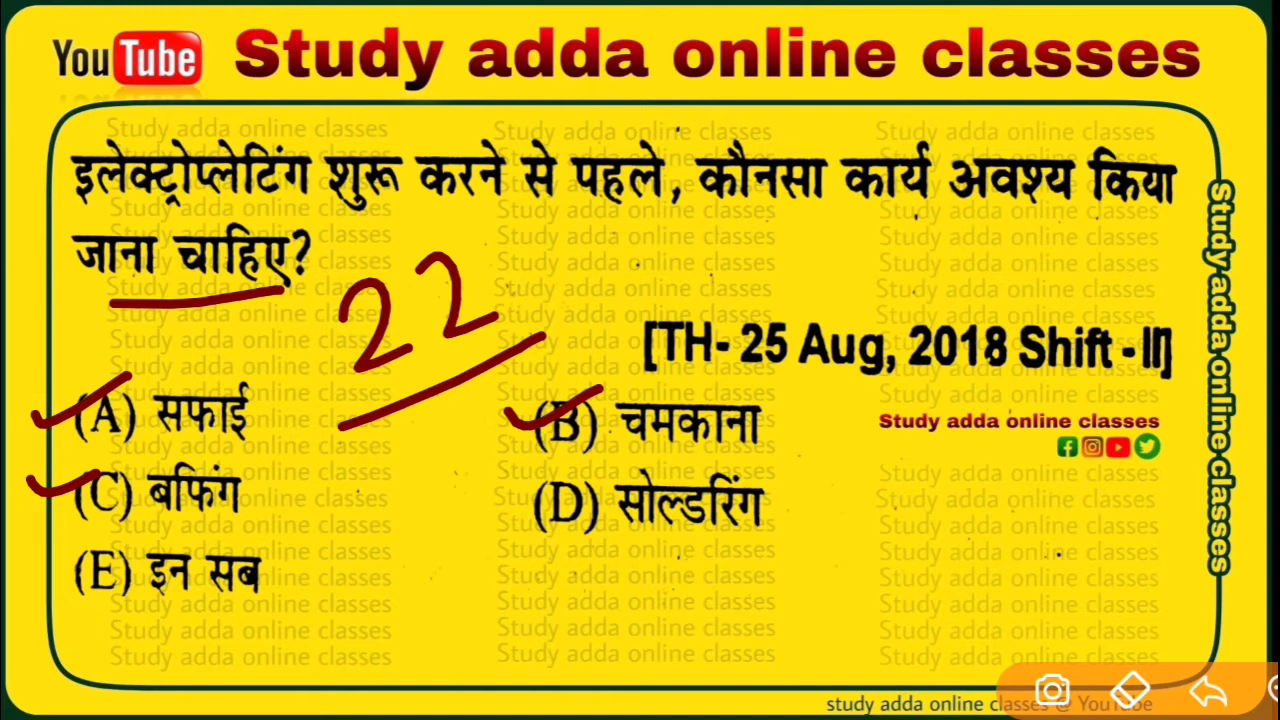 YouTube Study adda online classes
इलेक्ट्रोप्लेटिंग शुरू करने से पहले, कौनसा कार्य अवश्य किया
जाना चाहिए?
22
[TH- 25 Aug, 2018 Shift - II]
(A) सफाई (B) चमकाना
Study adda online classes
(C) बफिंग (D) सोल्डरिंग
(E) इन सब
Study adda online classes
study adda online classes @ YouTube